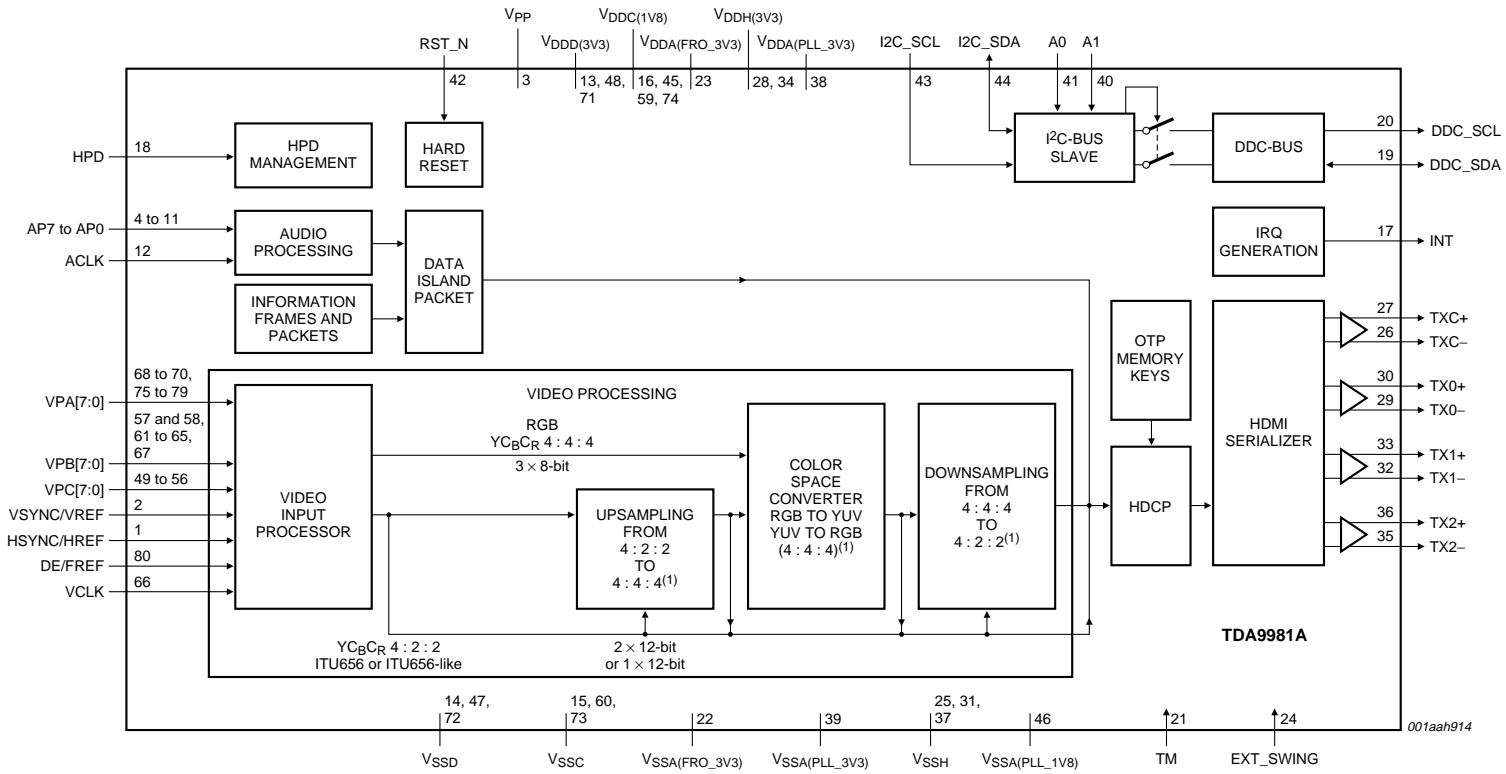 VPP
VDDC(1V8)
VDDH(3V3)
RST_N
VDDD(3V3)
VDDA(FRO_3V3)
VDDA(PLL_3V3)
I2C_SCL
I2C_SDA
A0
A1
42
3
13, 48,
71
16, 45,
59, 74
23
28, 34
38
43
44
41
40
HPD
18
HPD
MANAGEMENT
HARD
RESET
I2C-BUS
SLAVE
DDC-BUS
20
DDC_SCL
19
DDC_SDA
AP7 to AP0
4 to 11
ACLK
12
AUDIO
PROCESSING
DATA
ISLAND
PACKET
INFORMATION
FRAMES AND
PACKETS
IRQ
GENERATION
17
INT
OTP
MEMORY
KEYS
HDCP
HDMI
SERIALIZER
27
TXC+
26
TXC−
30
TX0+
29
TX0−
33
TX1+
32
TX1−
36
TX2+
35
TX2−
68 to 70,
75 to 79
VPA[7:0]
57 and 58,
61 to 65,
67
VPB[7:0]
49 to 56
VPC[7:0]
2
VSYNC/VREF
1
HSYNC/HREF
80
DE/FREF
66
VCLK
VIDEO PROCESSING
VIDEO
INPUT
PROCESSOR
RGB
YCBCR 4 : 4 : 4
3 × 8-bit
UPSAMPLING
FROM
4 : 2 : 2
TO
4 : 4 : 4(1)
COLOR
SPACE
CONVERTER
RGB TO YUV
YUV TO RGB
(4 : 4 : 4)(1)
DOWNSAMPLING
FROM
4 : 4 : 4
TO
4 : 2 : 2(1)
YCBCR 4 : 2 : 2
ITU656 or ITU656-like
2 × 12-bit
or 1 × 12-bit
TDA9981A
14, 47,
72
15, 60,
73
22
39
25, 31,
37
46
21
24
VSSD
VSSC
VSSA(FRO_3V3)
VSSA(PLL_3V3)
VSSH
VSSA(PLL_1V8)
TM
EXT_SWING
001aah914